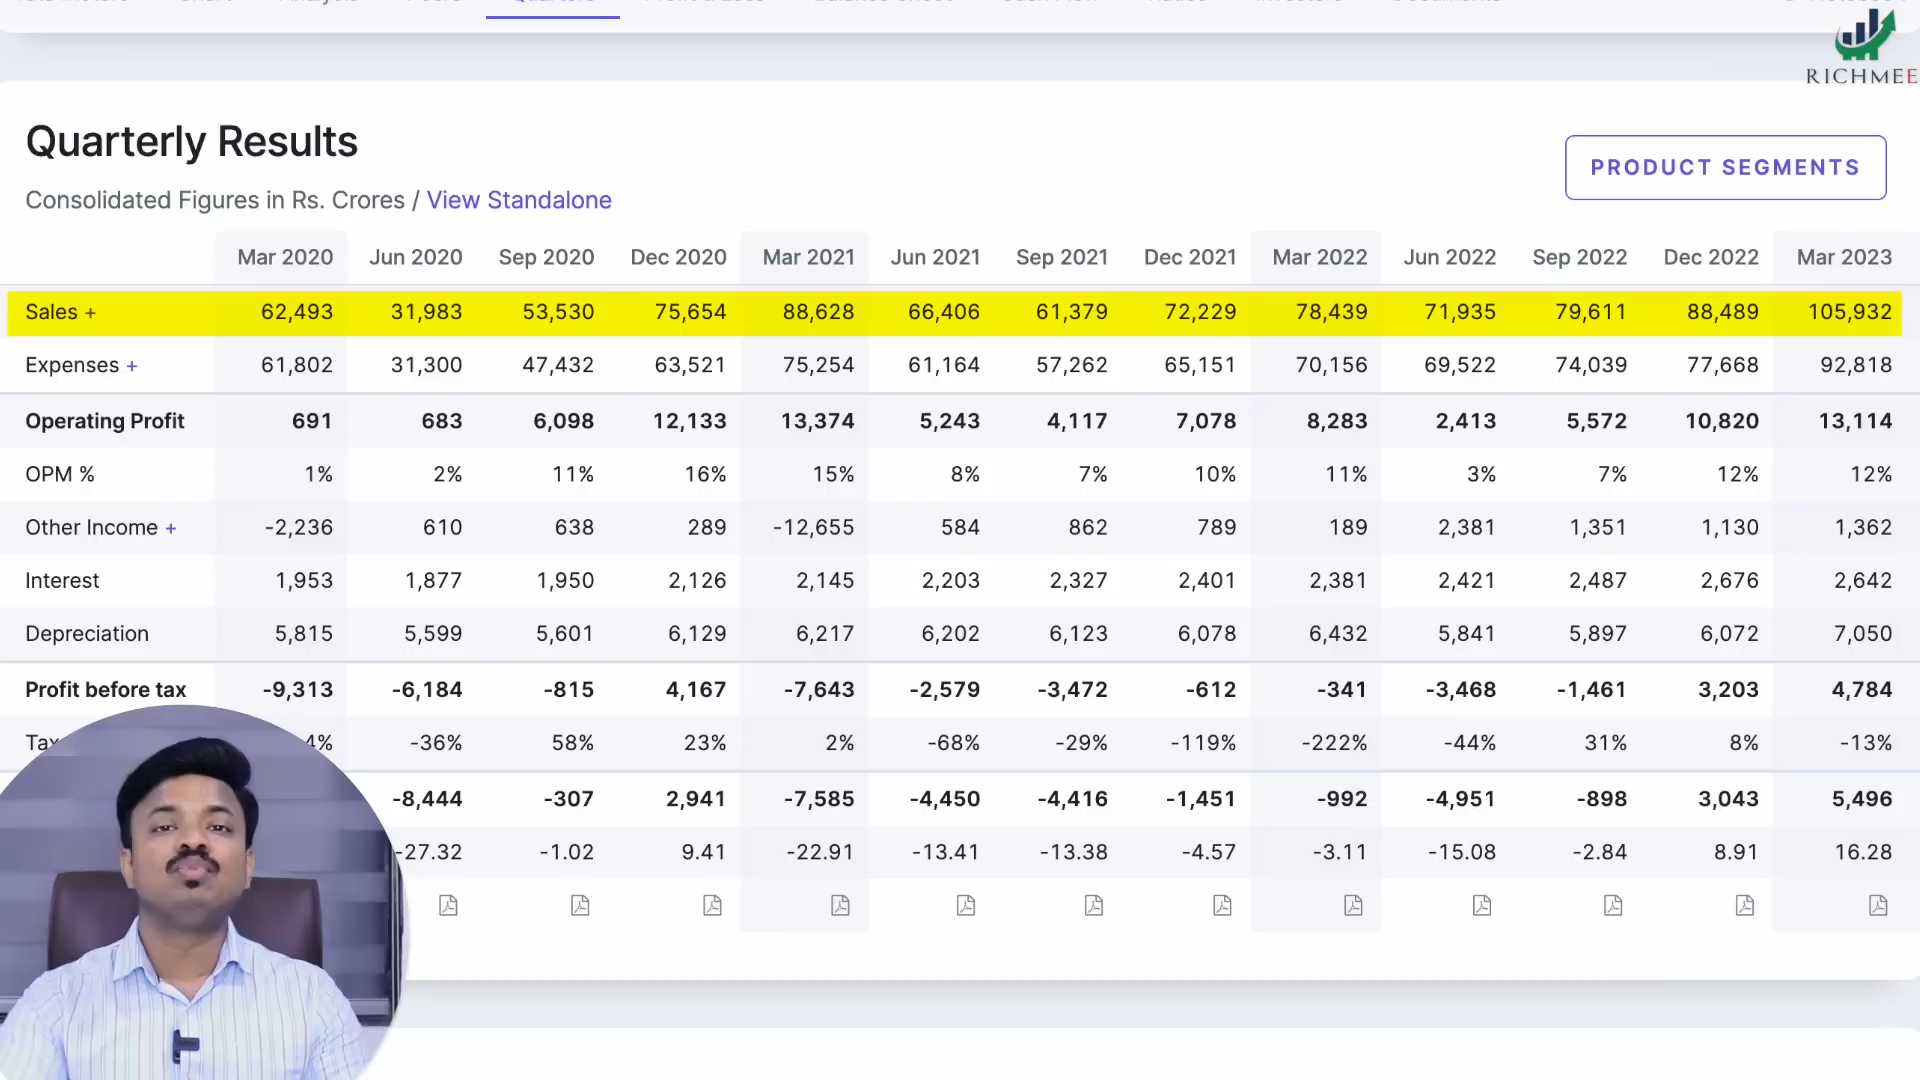 Quarters
RICHMEE
Quarterly Results
PRODUCT SEGMENTS
Consolidated Figures in Rs. Crores / View Standalone
Mar 2020 Jun 2020 Sep 2020 Dec 2020 Mar 2021 Jun 2021 Sep 2021 Dec 2021 Mar 2022 Jun 2022 Sep 2022 Dec 2022 Mar 2023
Sales + 62,493 31,983 53,530 75,654 88,628 66,406 61,379 72,229 78,439 71,935 79,611 88,489 105,932
Expenses + 61,802 31,300 47,432 63,521 75,254 61,164 57,262 65,151 70,156 69,522 74,039 77,668 92,818
Operating Profit 691 683 6,098 12,133 13,374 5,243 4,117 7,078 8,283 2,413 5,572 10,820 13,114
OPM % 1% 2% 11% 16% 15% 8% 7% 10% 11% 3% 7% 12% 12%
Other Income + -2,236 610 638 289 -12,655 584 862 789 189 2,381 1,351 1,130 1,362
Interest 1,953 1,877 1,950 2,126 2,145 2,203 2,327 2,401 2,381 2,421 2,487 2,676 2,642
Depreciation 5,815 5,599 5,601 6,129 6,217 6,202 6,123 6,078 6,432 5,841 5,897 6,072 7,050
Profit before tax -9,313 -6,184 -815 4,167 -7,643 -2,579 -3,472 -612 -341 -3,468 -1,461 3,203 4,784
Tax 4% -36% 58% 23% 2% -68% -29% -119% -222% -44% 31% 8% -13%
-8,444 -307 2,941 -7,585 -4,450 -4,416 -1,451 -992 -4,951 -898 3,043 5,496
-27.32 -1.02 9.41 -22.91 -13.41 -13.38 -4.57 -3.11 -15.08 -2.84 8.91 16.28